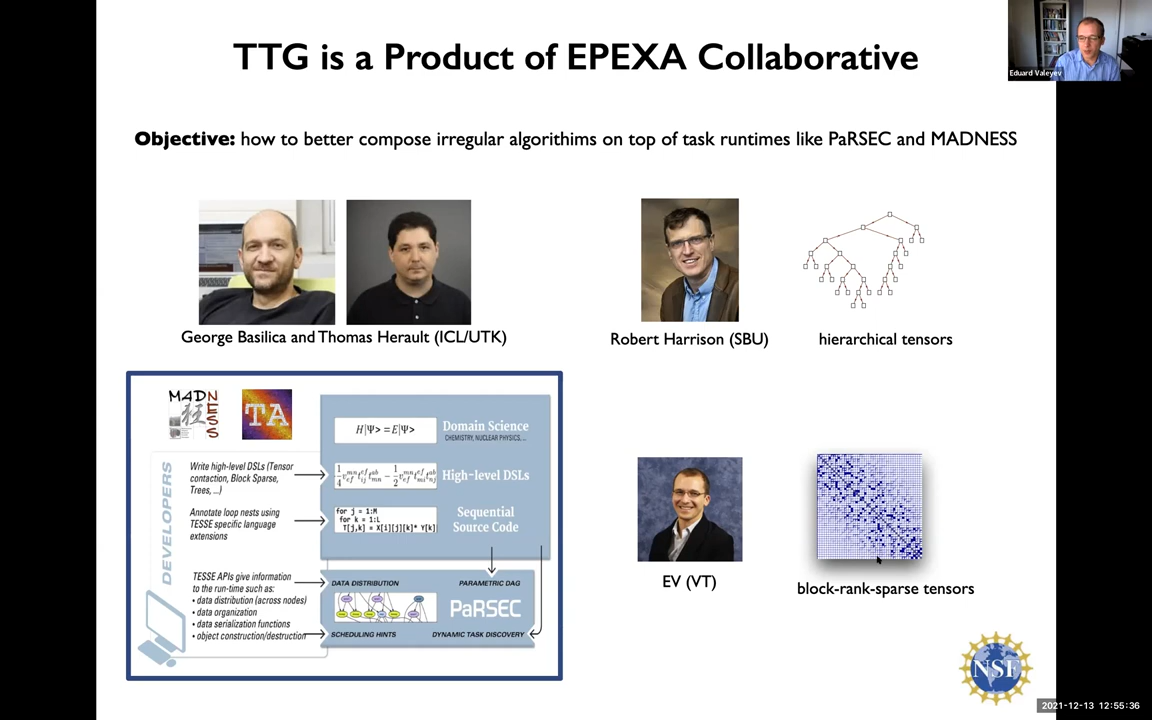 TTG is a Product of EPEXA Collaborative
Eduard Valeyev
Objective: how to better compose irregular algorithims on top of task runtimes like PaRSEC and MADNESS
George Basilica and Thomas Herault (ICL/UTK)
Robert Harrison (SBU)
hierarchical tensors
MADNESS
TA
H|Ψ> = E|Ψ>
Domain Science
CHEMISTRY, NUCLEAR PHYSICS, ...
DEVELOPERS
Write high-level DSLs (Tensor
contaction, Block Sparse,
Trees, ...)
High-level DSLs
Annotate loop nests using
TESSE specific language
extensions
for j = 1:M
for k = 1:L
T[j,k] = X[i][j][k]* Y[k]
Sequential
Source Code
TESSE APIs give information
to the run-time such as:
• data distribution (across nodes)
• data organization
• data serialization functions
• object construction/destruction
DATA DISTRIBUTION
PARAMETRIC DAG
PaRSEC
SCHEDULING HINTS
DYNAMIC TASK DISCOVERY
EV (VT)
block-rank-sparse tensors
NSF
2021-12-13 12:55:36